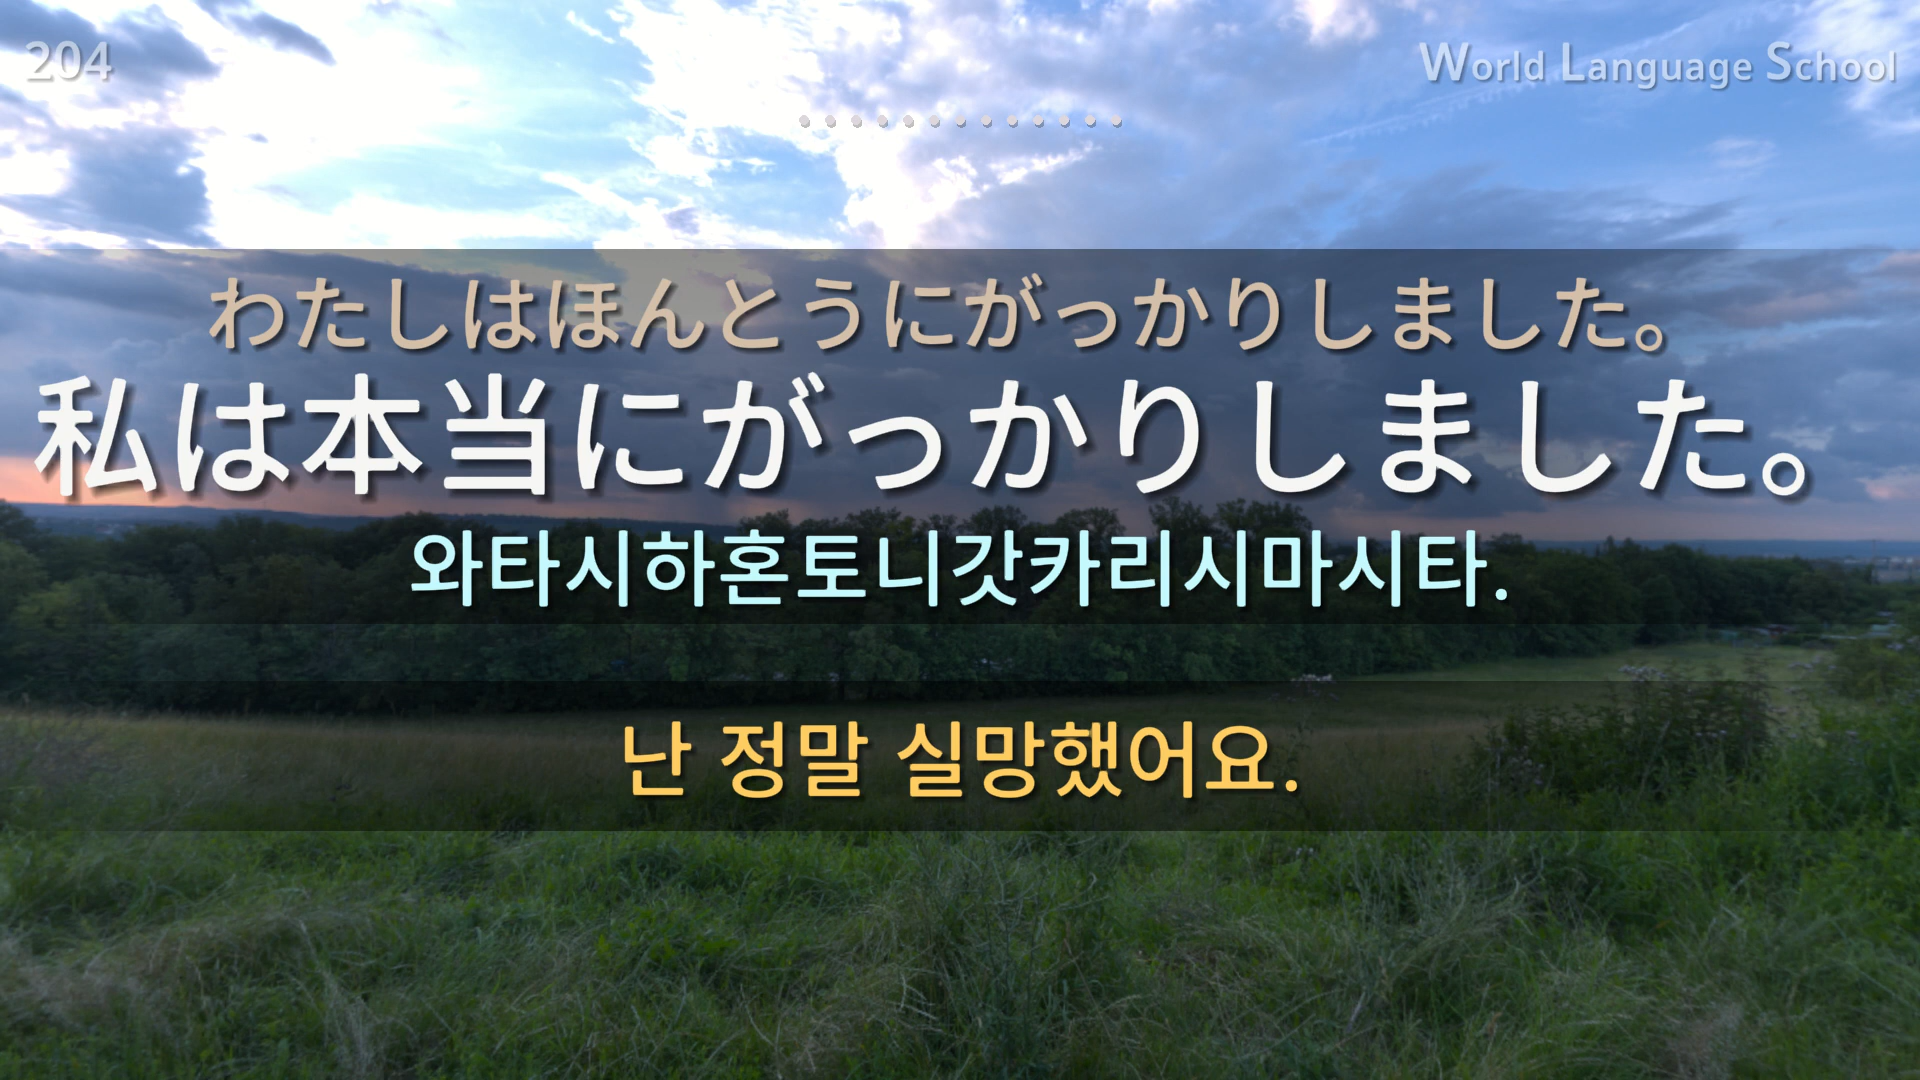 204
World Language School
わたしはほんとうにがっかりしました。
私は本当にがっかりしました。
와타시하혼토니갓카리시마시타.
난 정말 실망했어요.